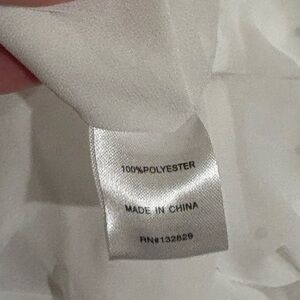 100%POLYESTER
MADE IN CHINA
RN#132829